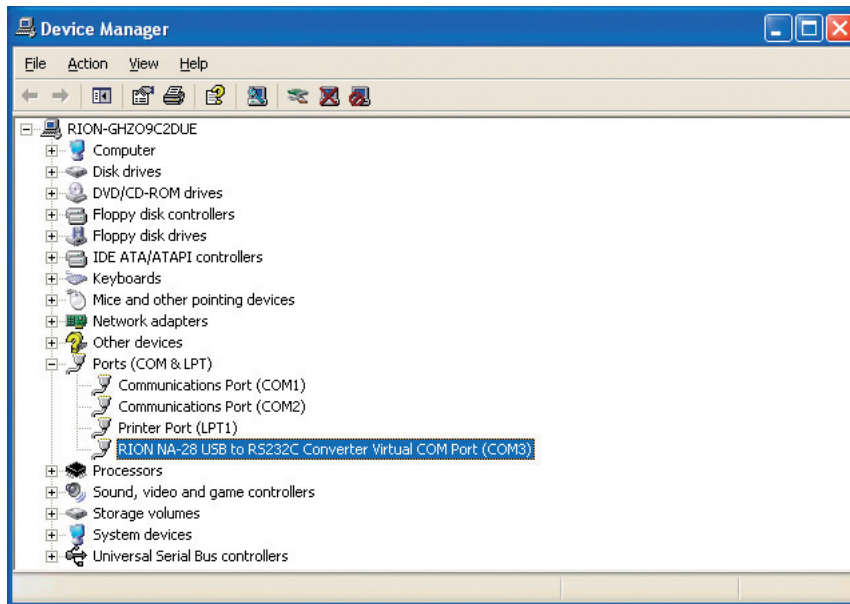 Device Manager
File Action View Help
RION-GHZO9C2DUE
Computer
Disk drives
DVD/CD-ROM drives
Floppy disk controllers
Floppy disk drives
IDE ATA/ATAPI controllers
Keyboards
Mice and other pointing devices
Network adapters
Other devices
Ports (COM & LPT)
Communications Port (COM1)
Communications Port (COM2)
Printer Port (LPT1)
RION NA-28 USB to RS232C Converter Virtual COM Port (COM3)
Processors
Sound, video and game controllers
Storage volumes
System devices
Universal Serial Bus controllers